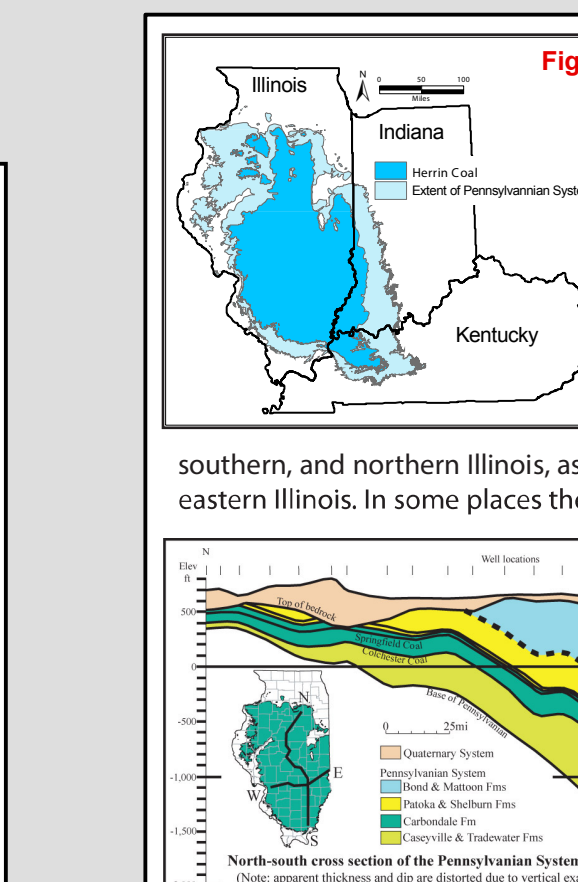 Fig
N
0 50 100
Miles
Illinois
Indiana
Herrin Coal
Extent of Pennsylvannian Syst
Kentucky
southern, and northern Illinois, as
eastern Illinois. In some places the
N
Well locations
Elev
ft
Top of bedrock
500
Springfield Coal
Colchester Coal
0
Base of Pennsylvanian
N
-500
0 25mi
Quaternary System
E
Pennsylvanian System
-1,000
Bond & Mattoon Fms
W
Patoka & Shelburn Fms
Carbondale Fm
-1,500
Caseyville & Tradewater Fms
S
North-south cross section of the Pennsylvanian System
(Note: apparent thickness and dip are distorted due to vertical exa